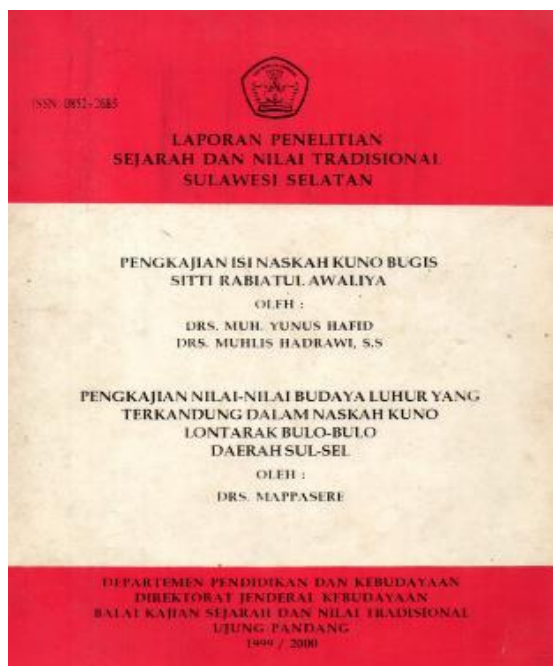 ISSN. 0852-2685
LAPORAN PENELITIAN
SEJARAH DAN NILAI TRADISIONAL
SULAWESI SELATAN
PENGKAJIAN ISI NASKAH KUNO BUGIS
SITTI RABIATUL AWALIYA
OLEH :
DRS. MUH. YUNUS HAFID
DRS. MUHLIS HADRAWI, S.S
PENGKAJIAN NILAI-NILAI BUDAYA LUHUR YANG
TERKANDUNG DALAM NASKAH KUNO
LONTARAK BULO-BULO
DAERAH SUL-SEL
OLEH :
DRS. MAPPASERE
DEPARTEMEN PENDIDIKAN DAN KEBUDAYAAN
DIREKTORAT JENDERAL KEBUDAYAAN
BALAI KAJIAN SEJARAH DAN NILAI TRADISIONAL
UJUNG PANDANG
1999 / 2000